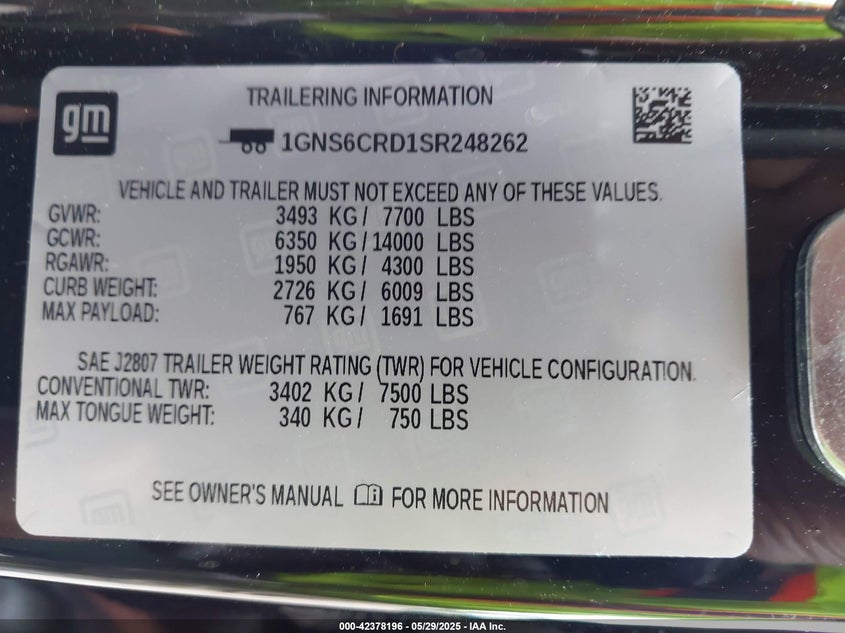 gm
TRAILERING INFORMATION
1GNS6CRD1SR248262
VEHICLE AND TRAILER MUST NOT EXCEED ANY OF THESE VALUES.
GVWR: 3493 KG / 7700 LBS
GCWR: 6350 KG / 14000 LBS
RGAWR: 1950 KG / 4300 LBS
CURB WEIGHT: 2726 KG / 6009 LBS
MAX PAYLOAD: 767 KG / 1691 LBS
SAE J2807 TRAILER WEIGHT RATING (TWR) FOR VEHICLE CONFIGURATION.
CONVENTIONAL TWR: 3402 KG / 7500 LBS
MAX TONGUE WEIGHT: 340 KG / 750 LBS
SEE OWNER'S MANUAL FOR MORE INFORMATION
000-42378196 - 05/29/2025 - IAA Inc.